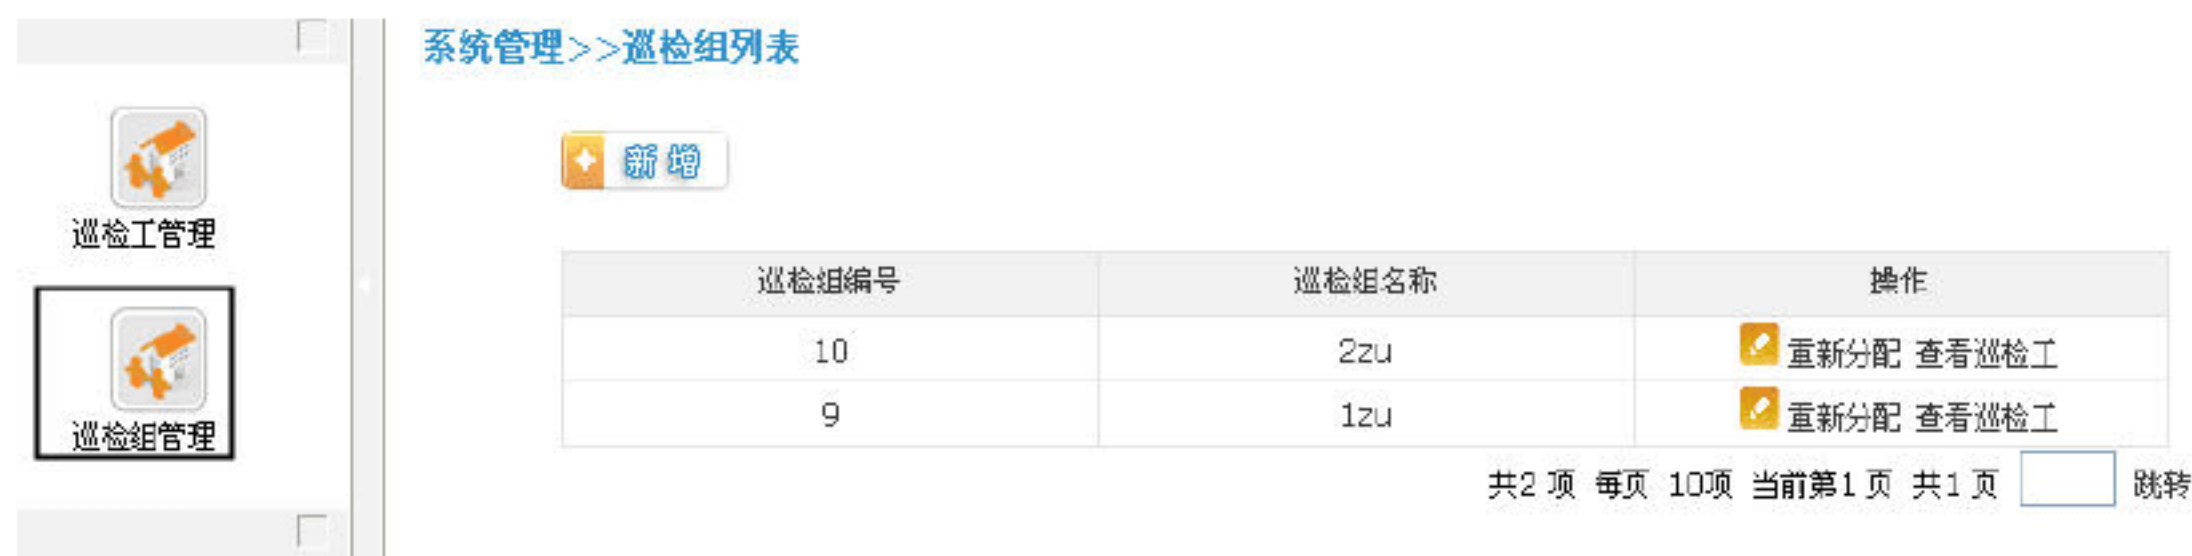 系统管理>>巡检组列表
新增
巡检工管理
巡检组管理
巡检组编号 巡检组名称 操作
10 2zu 重新分配 查看巡检工
9 1zu 重新分配 查看巡检工
共2 项 每页 10项 当前第1 页 共1 页 跳转